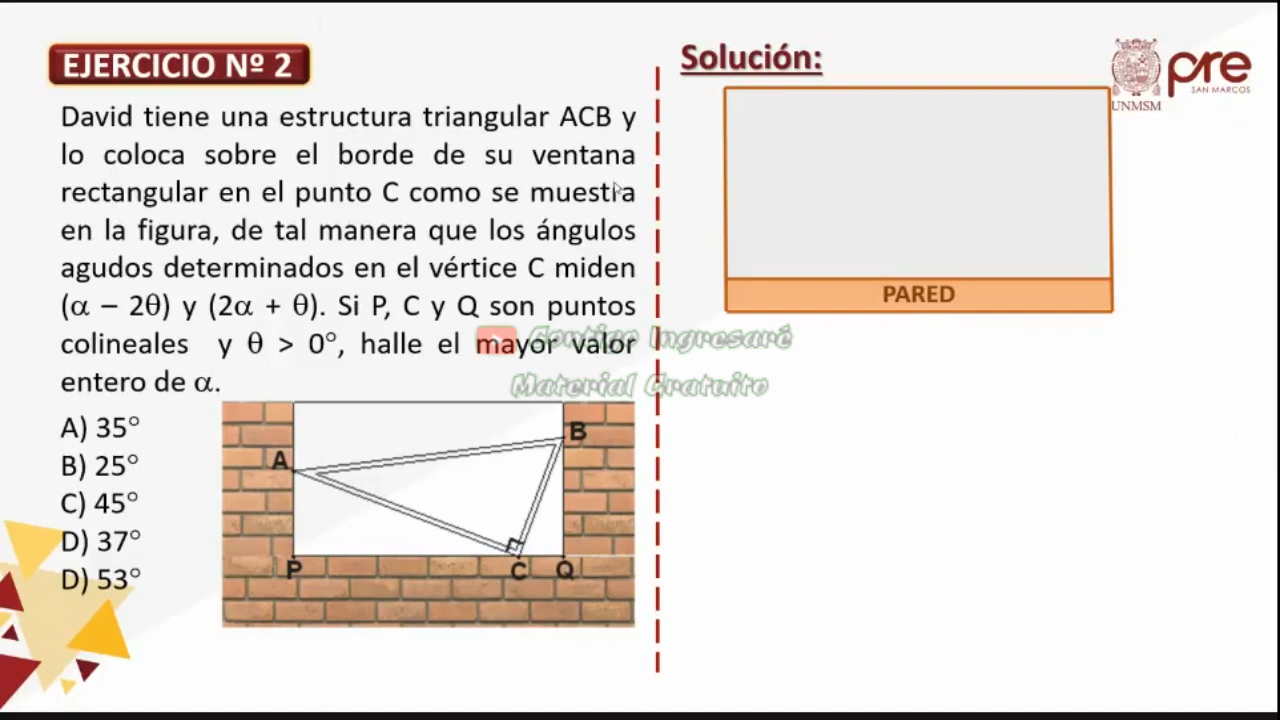 EJERCICIO Nº 2
David tiene una estructura triangular ACB y
lo coloca sobre el borde de su ventana
rectangular en el punto C como se muestra
en la figura, de tal manera que los ángulos
agudos determinados en el vértice C miden
(α – 2θ) y (2α + θ). Si P, C y Q son puntos
colineales y θ > 0°, halle el mayor valor
entero de α.
A) 35°
B) 25°
C) 45°
D) 37°
D) 53°
A
B
P
C
Q
Solución:
PARED
UNMSM
pre
SAN MARCOS
Contigo Ingresaré
Material Gratuito